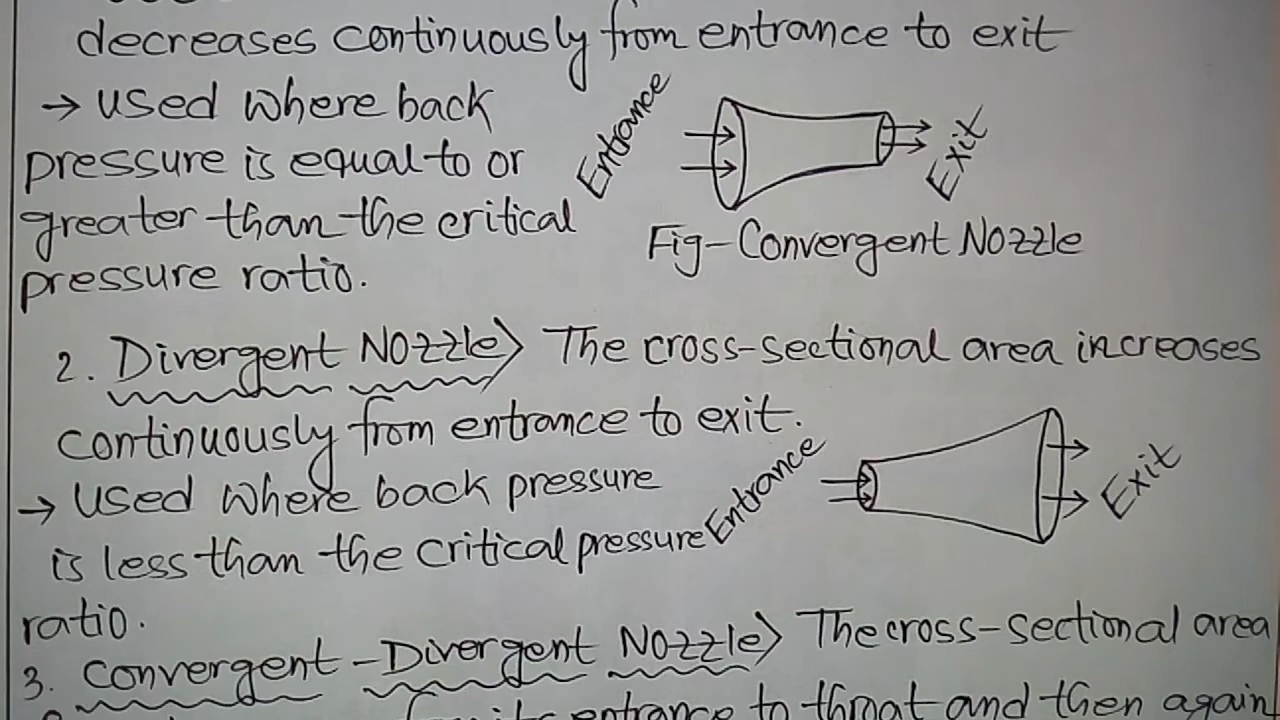 decreases continuously from entrance to exit
→ used where back
pressure is equal to or
greater than the critical
pressure ratio.
Entrance
Exit
Fig-Convergent Nozzle
2. Divergent Nozzle> The cross-sectional area increases
continuously from entrance to exit.
→ Used where back pressure
is less than the critical pressure
ratio.
Entrance
Exit
3. Convergent-Divergent Nozzle> The cross-sectional area
entrance to throat and then again